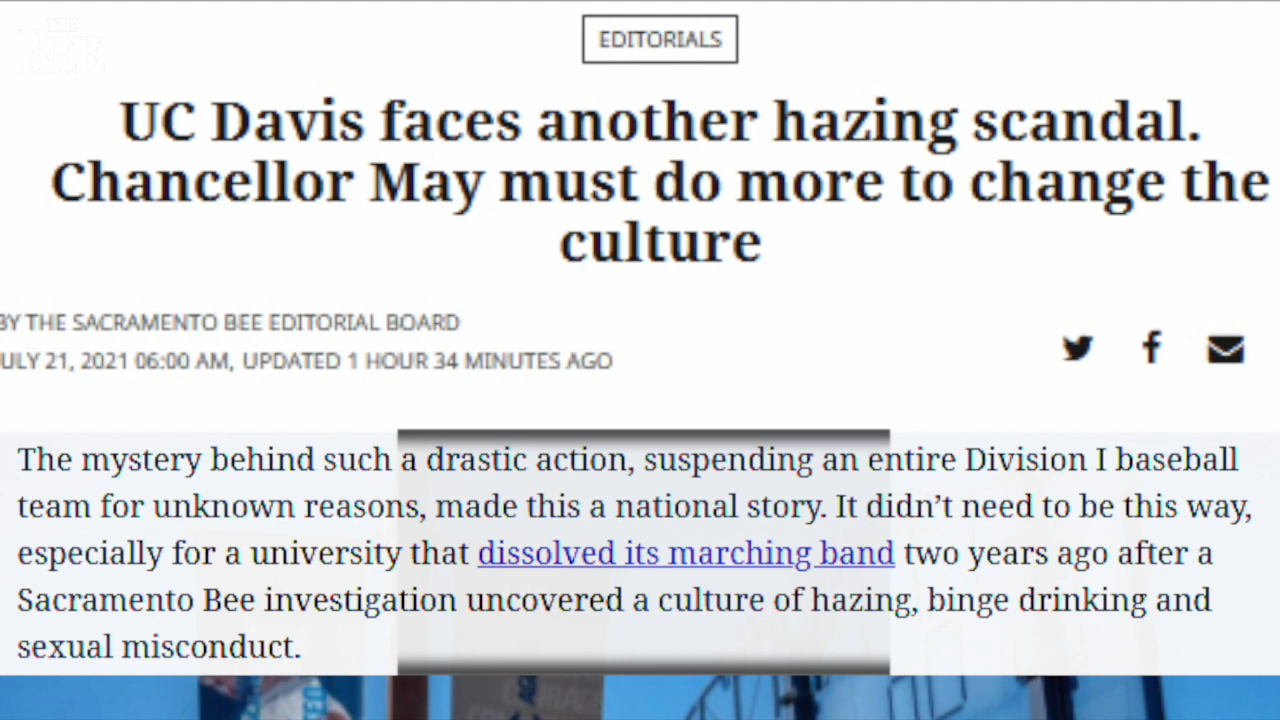 THE
BEE
EDITORIALS
UC Davis faces another hazing scandal.
Chancellor May must do more to change the
culture
BY THE SACRAMENTO BEE EDITORIAL BOARD
JULY 21, 2021 06:00 AM, UPDATED 1 HOUR 34 MINUTES AGO
The mystery behind such a drastic action, suspending an entire Division I baseball
team for unknown reasons, made this a national story. It didn’t need to be this way,
especially for a university that dissolved its marching band two years ago after a
Sacramento Bee investigation uncovered a culture of hazing, binge drinking and
sexual misconduct.